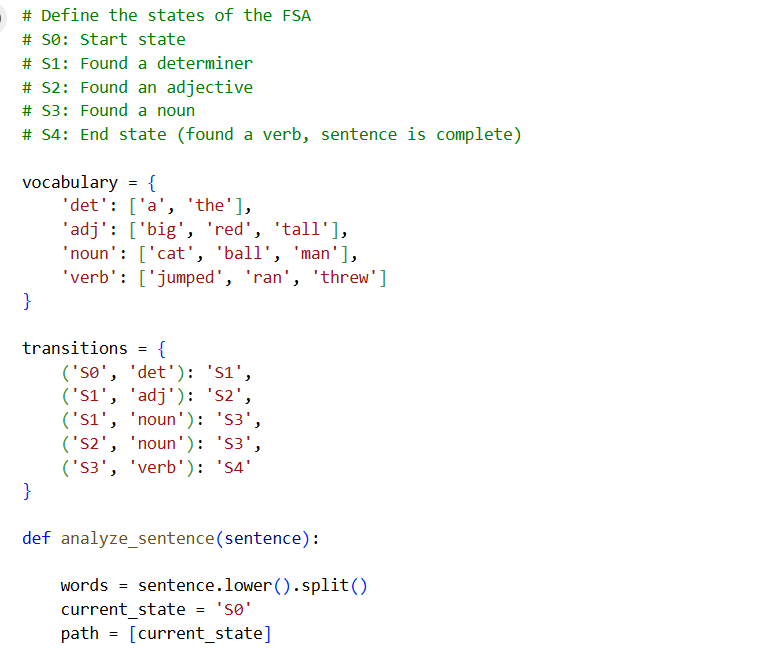 # Define the states of the FSA
# S0: Start state
# S1: Found a determiner
# S2: Found an adjective
# S3: Found a noun
# S4: End state (found a verb, sentence is complete)

vocabulary = {
    'det': ['a', 'the'],
    'adj': ['big', 'red', 'tall'],
    'noun': ['cat', 'ball', 'man'],
    'verb': ['jumped', 'ran', 'threw']
}

transitions = {
    ('S0', 'det'): 'S1',
    ('S1', 'adj'): 'S2',
    ('S1', 'noun'): 'S3',
    ('S2', 'noun'): 'S3',
    ('S3', 'verb'): 'S4'
}

def analyze_sentence(sentence):

    words = sentence.lower().split()
    current_state = 'S0'
    path = [current_state]